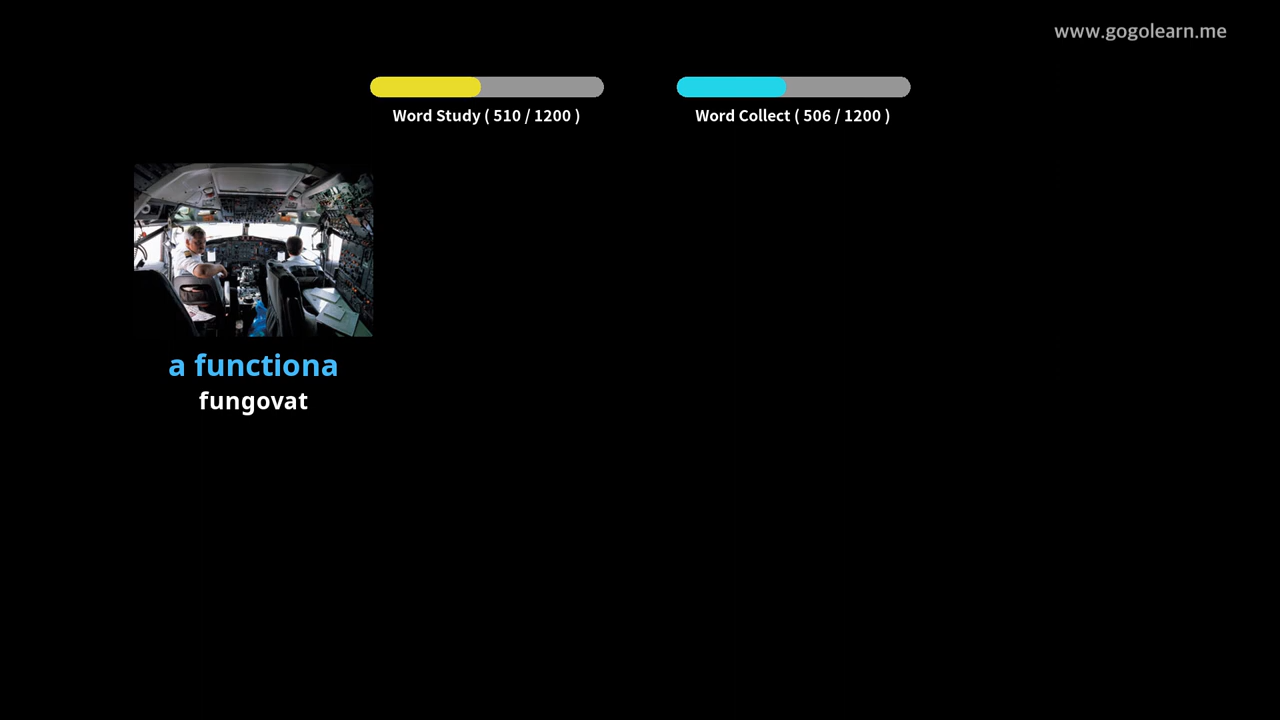 www.gogolearn.me
Word Study ( 510 / 1200 )
Word Collect ( 506 / 1200 )
a functiona
fungovat